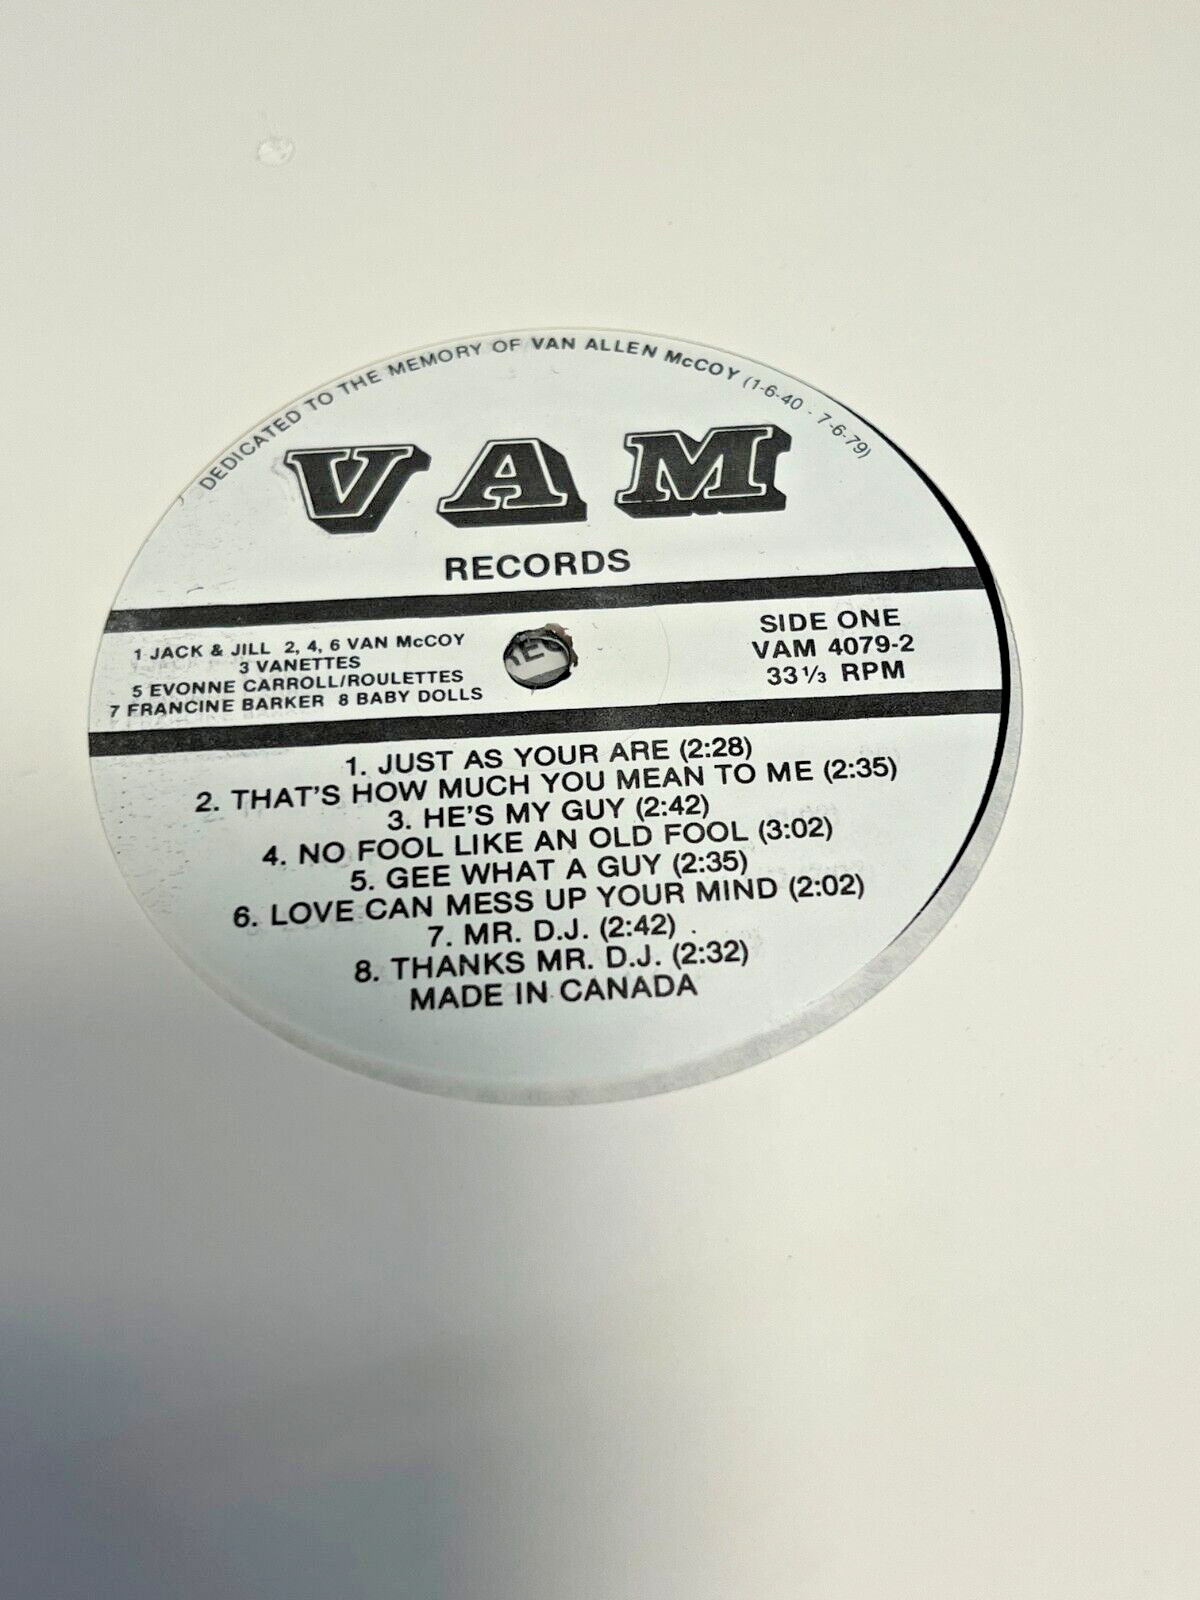 DEDICATED TO THE MEMORY OF VAN ALLEN McCOY (1-6-40 - 7-6-79)
VAM
RECORDS
1 JACK & JILL 2, 4, 6 VAN McCOY
3 VANETTES
5 EVONNE CARROLL/ROULETTES
7 FRANCINE BARKER 8 BABY DOLLS
SIDE ONE
VAM 4079-2
33 1/3 RPM
1. JUST AS YOUR ARE (2:28)
2. THAT'S HOW MUCH YOU MEAN TO ME (2:35)
3. HE'S MY GUY (2:42)
4. NO FOOL LIKE AN OLD FOOL (3:02)
5. GEE WHAT A GUY (2:35)
6. LOVE CAN MESS UP YOUR MIND (2:02)
7. MR. D.J. (2:42)
8. THANKS MR. D.J. (2:32)
MADE IN CANADA